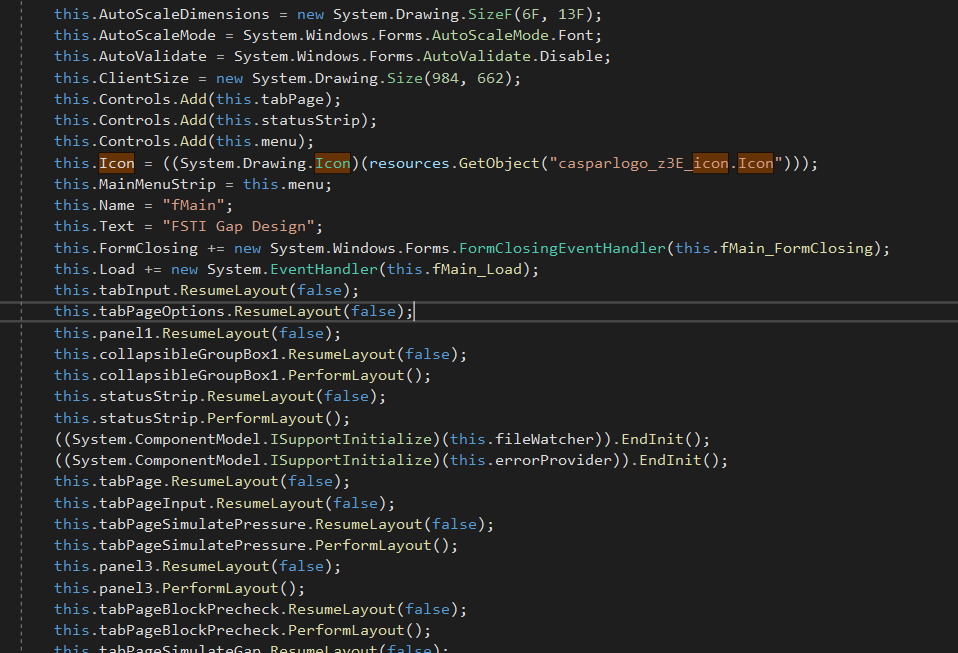 this.AutoScaleDimensions = new System.Drawing.SizeF(6F, 13F);
this.AutoScaleMode = System.Windows.Forms.AutoScaleMode.Font;
this.AutoValidate = System.Windows.Forms.AutoValidate.Disable;
this.ClientSize = new System.Drawing.Size(984, 662);
this.Controls.Add(this.tabPage);
this.Controls.Add(this.statusStrip);
this.Controls.Add(this.menu);
this.Icon = ((System.Drawing.Icon)(resources.GetObject("casparlogo_z3E_icon.Icon")));
this.MainMenuStrip = this.menu;
this.Name = "fMain";
this.Text = "FSTI Gap Design";
this.FormClosing += new System.Windows.Forms.FormClosingEventHandler(this.fMain_FormClosing);
this.Load += new System.EventHandler(this.fMain_Load);
this.tabInput.ResumeLayout(false);
this.tabPageOptions.ResumeLayout(false);
this.panel1.ResumeLayout(false);
this.collapsibleGroupBox1.ResumeLayout(false);
this.collapsibleGroupBox1.PerformLayout();
this.statusStrip.ResumeLayout(false);
this.statusStrip.PerformLayout();
((System.ComponentModel.ISupportInitialize)(this.fileWatcher)).EndInit();
((System.ComponentModel.ISupportInitialize)(this.errorProvider)).EndInit();
this.tabPage.ResumeLayout(false);
this.tabPageInput.ResumeLayout(false);
this.tabPageSimulatePressure.ResumeLayout(false);
this.tabPageSimulatePressure.PerformLayout();
this.panel3.ResumeLayout(false);
this.panel3.PerformLayout();
this.tabPageBlockPrecheck.ResumeLayout(false);
this.tabPageBlockPrecheck.PerformLayout();
this.tabPageSimulateGap.ResumeLayout(false);